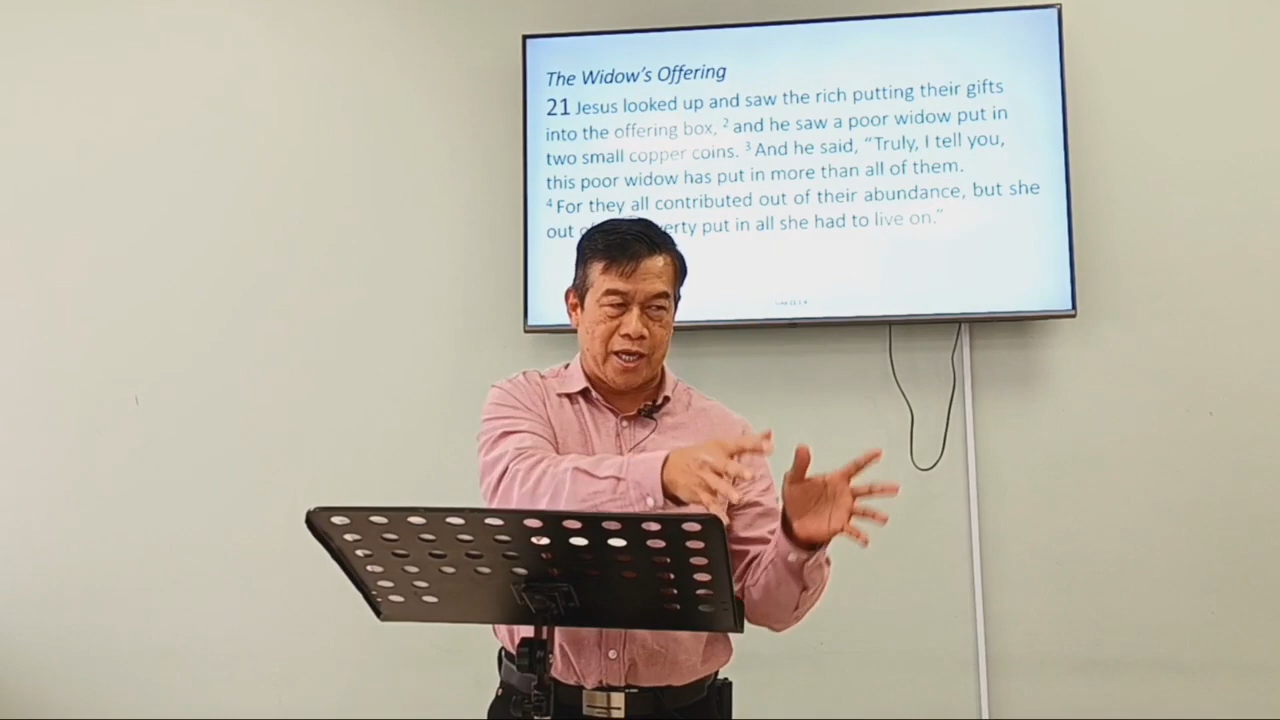 The Widow's Offering
21 Jesus looked up and saw the rich putting their gifts
into the offering box, 2 and he saw a poor widow put in
two small copper coins. 3 And he said, “Truly, I tell you,
this poor widow has put in more than all of them.
4 For they all contributed out of their abundance, but she
out put in all she had to live on.”